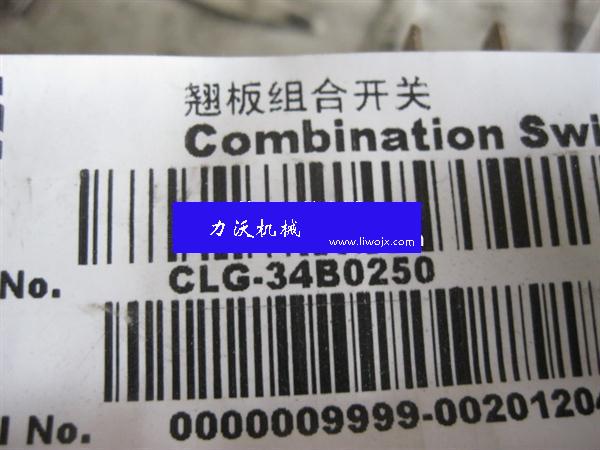 翘板组合开关
Combination Swi
力沃机械
www.liwojx.com
No. CLG-34B0250
l No. 0000009999-00201204